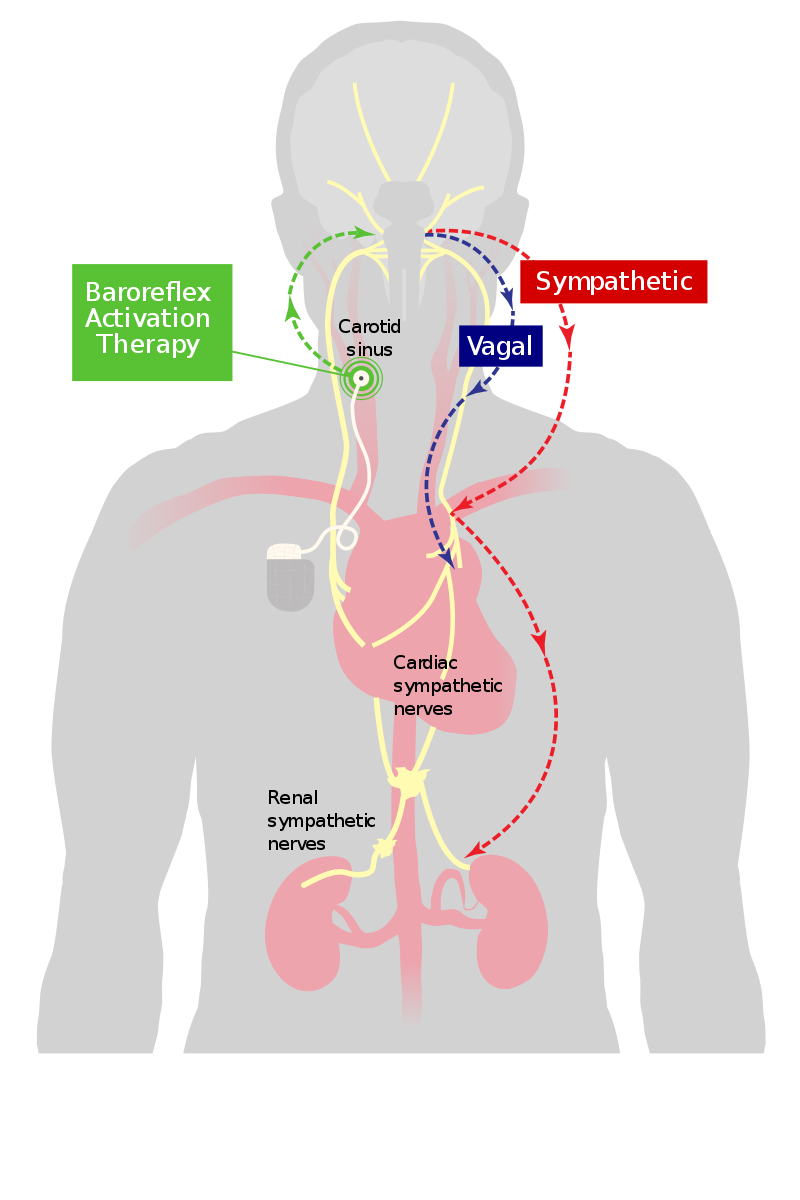 Baroreflex
Activation
Therapy
Sympathetic
Carotid
sinus
Vagal
Cardiac
sympathetic
nerves
Renal
sympathetic
nerves